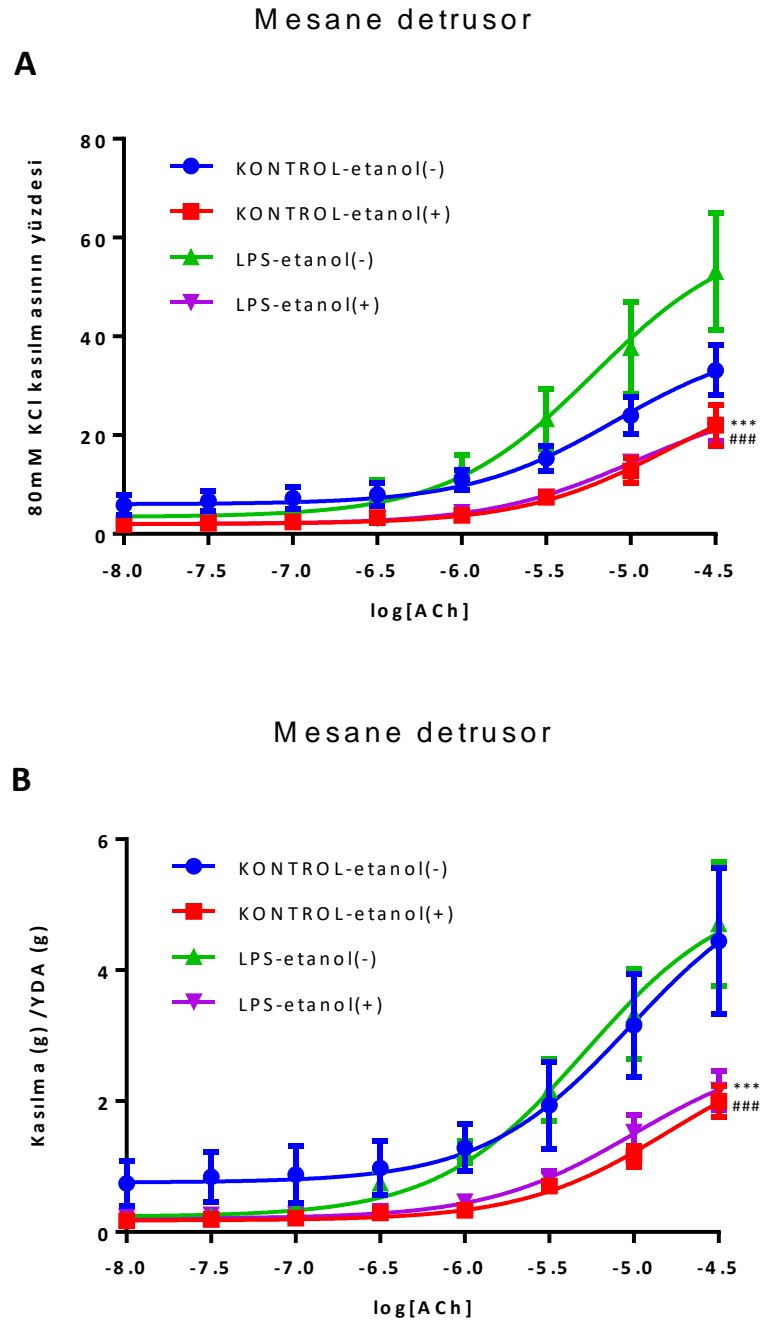 Mesane detrusor
A
80mM KCl kasılmasının yüzdesi
80
60
40
20
0
KONTROL-etanol(-)
KONTROL-etanol(+)
LPS-etanol(-)
LPS-etanol(+)
***
###
-8.0 -7.5 -7.0 -6.5 -6.0 -5.5 -5.0 -4.5
log[ACh]
Mesane detrusor
B
Kasılma (g) /YDA (g)
6
4
2
0
KONTROL-etanol(-)
KONTROL-etanol(+)
LPS-etanol(-)
LPS-etanol(+)
***
###
-8.0 -7.5 -7.0 -6.5 -6.0 -5.5 -5.0 -4.5
log[ACh]